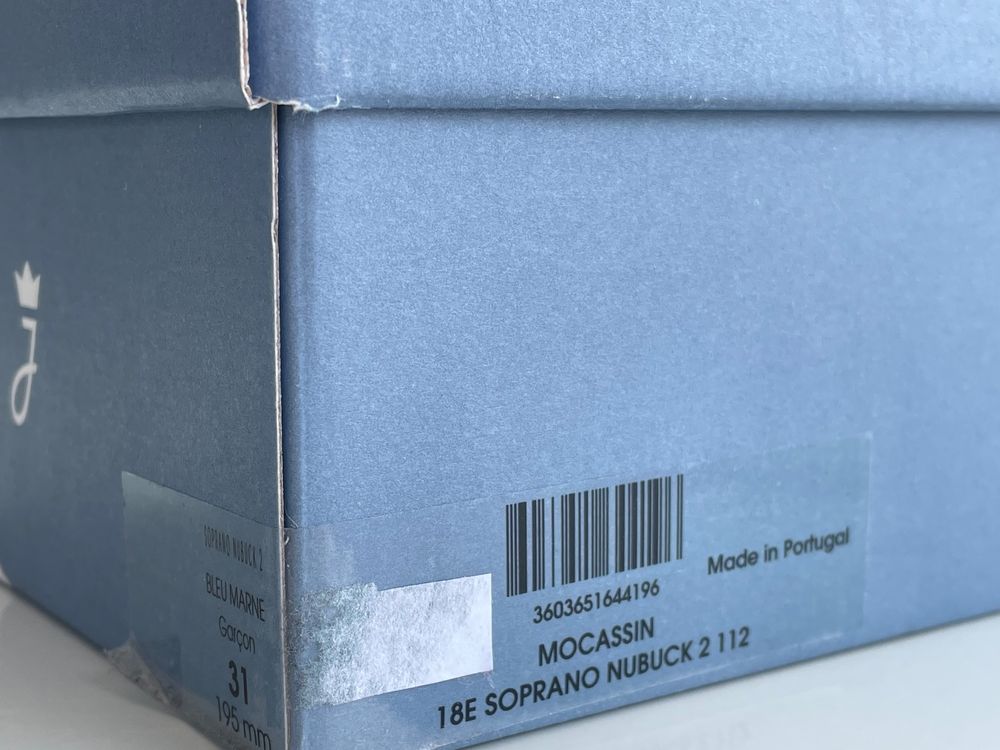 J
SOPRANO NUBUCK 2
BLEU MARNE
Garçon
31
195 mm
3603651644196
Made in Portugal
MOCASSIN
18E SOPRANO NUBUCK 2 112